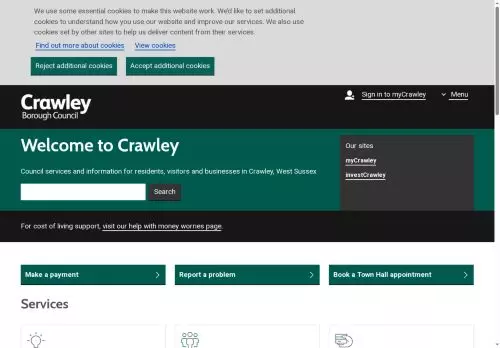 We use some essential cookies to make this website work. We'd like to set additional
cookies to understand how you use our website and improve our services. We also use
cookies set by other sites to help us deliver content from their services.
Find out more about cookies View cookies
Reject additional cookies Accept additional cookies
Crawley
Borough Council
Sign in to myCrawley Menu
Welcome to Crawley
Council services and information for residents, visitors and businesses in Crawley, West Sussex
Search
Our sites
myCrawley
investCrawley
For cost of living support, visit our help with money worries page.
Make a payment Report a problem Book a Town Hall appointment
Services